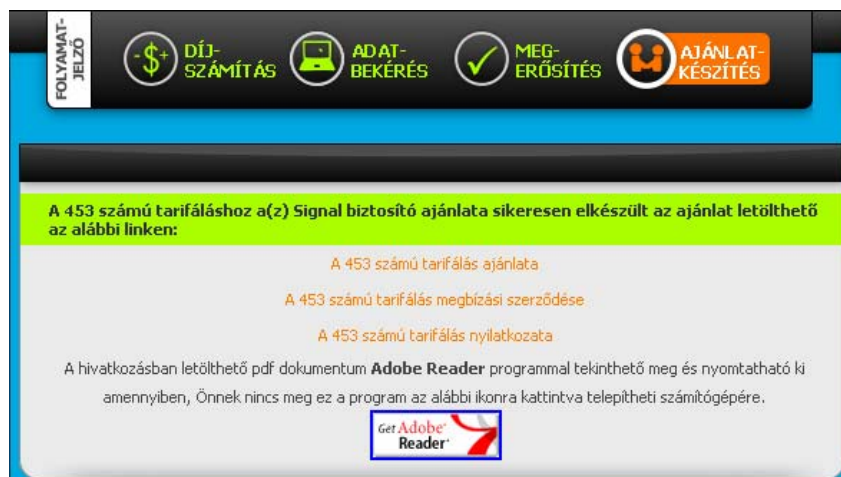 FOLYAMAT-
JELZŐ
-$+
DÍJ-
SZÁMÍTÁS
ADAT-
BEKÉRÉS
MEG-
ERŐSÍTÉS
AJÁNLAT-
KÉSZÍTÉS
A 453 számú tarifáláshoz a(z) Signal biztosító ajánlata sikeresen elkészült az ajánlat letölthető
az alábbi linken:
A 453 számú tarifálás ajánlata
A 453 számú tarifálás megbízási szerződése
A 453 számú tarifálás nyilatkozata
A hivatkozásban letölthető pdf dokumentum Adobe Reader programmal tekinthető meg és nyomtatható ki
amennyiben, Önnek nincs meg ez a program az alábbi ikonra kattintva telepítheti számítógépére.
Get Adobe
Reader